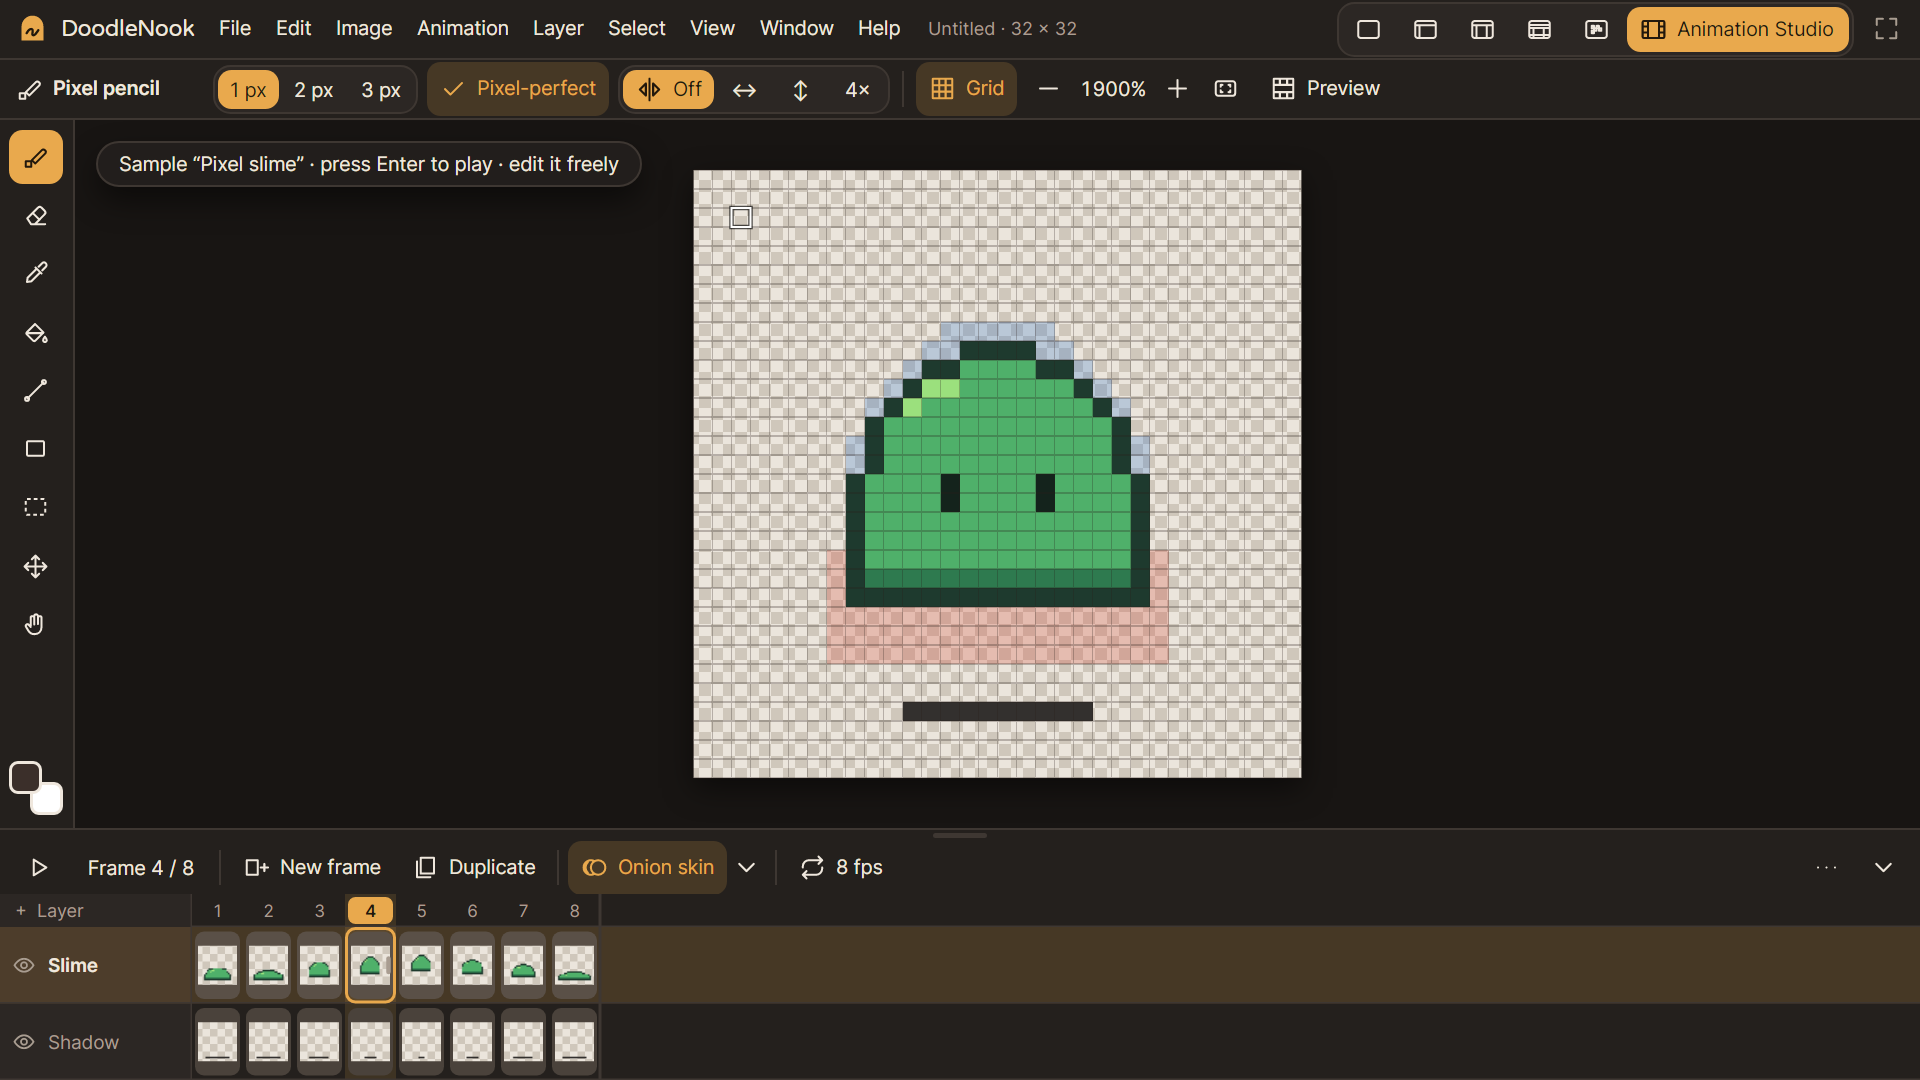 DoodleNook File Edit Image Animation Layer Select View Window Help Untitled · 32 × 32 Animation Studio
Pixel pencil 1 px 2 px 3 px Pixel-perfect Off 4× Grid 1900% Preview
Sample “Pixel slime” · press Enter to play · edit it freely
Frame 4 / 8 New frame Duplicate Onion skin 8 fps
+ Layer 1 2 3 4 5 6 7 8
Slime
Shadow